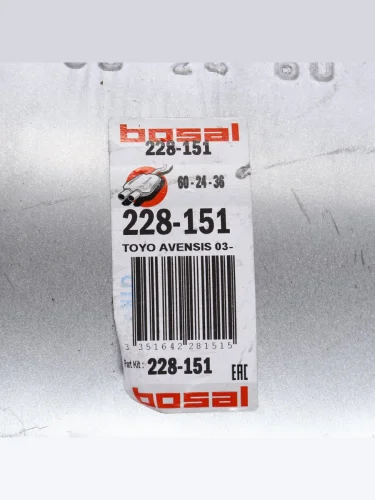 bosal
228-151
60-24-36
228-151
TOYO AVENSIS 03-
3 351642 281515
Part Kit : 228-151
EAC
bosal